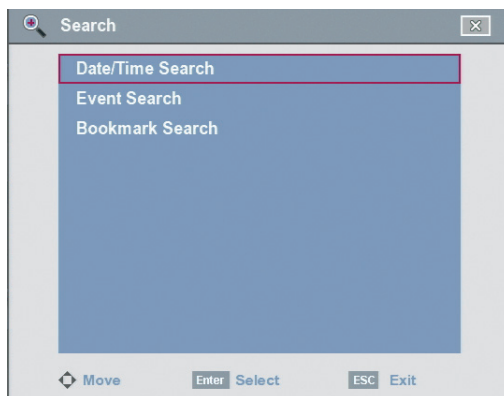 Search
Date/Time Search
Event Search
Bookmark Search
Move Enter Select ESC Exit